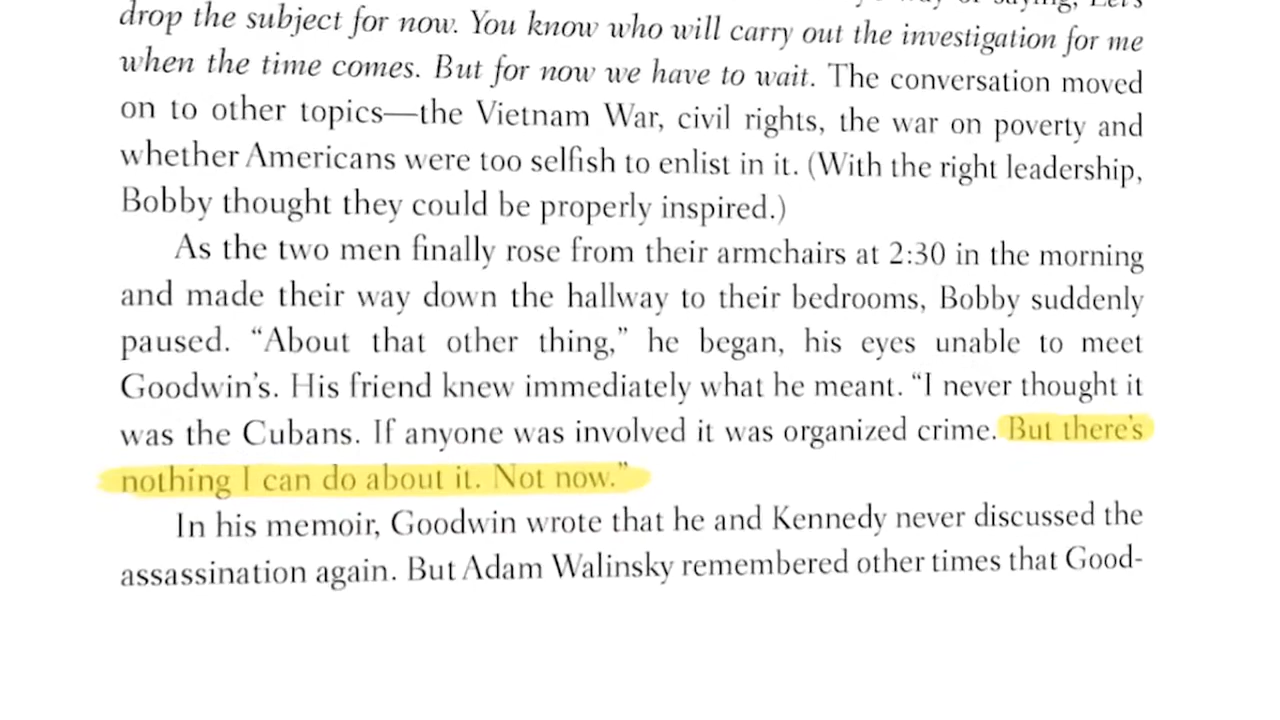 drop the subject for now. You know who will carry out the investigation for me
when the time comes. But for now we have to wait. The conversation moved
on to other topics—the Vietnam War, civil rights, the war on poverty and
whether Americans were too selfish to enlist in it. (With the right leadership,
Bobby thought they could be properly inspired.)
As the two men finally rose from their armchairs at 2:30 in the morning
and made their way down the hallway to their bedrooms, Bobby suddenly
paused. “About that other thing,” he began, his eyes unable to meet
Goodwin’s. His friend knew immediately what he meant. “I never thought it
was the Cubans. If anyone was involved it was organized crime. But there’s
nothing I can do about it. Not now.”
In his memoir, Goodwin wrote that he and Kennedy never discussed the
assassination again. But Adam Walinsky remembered other times that Good-